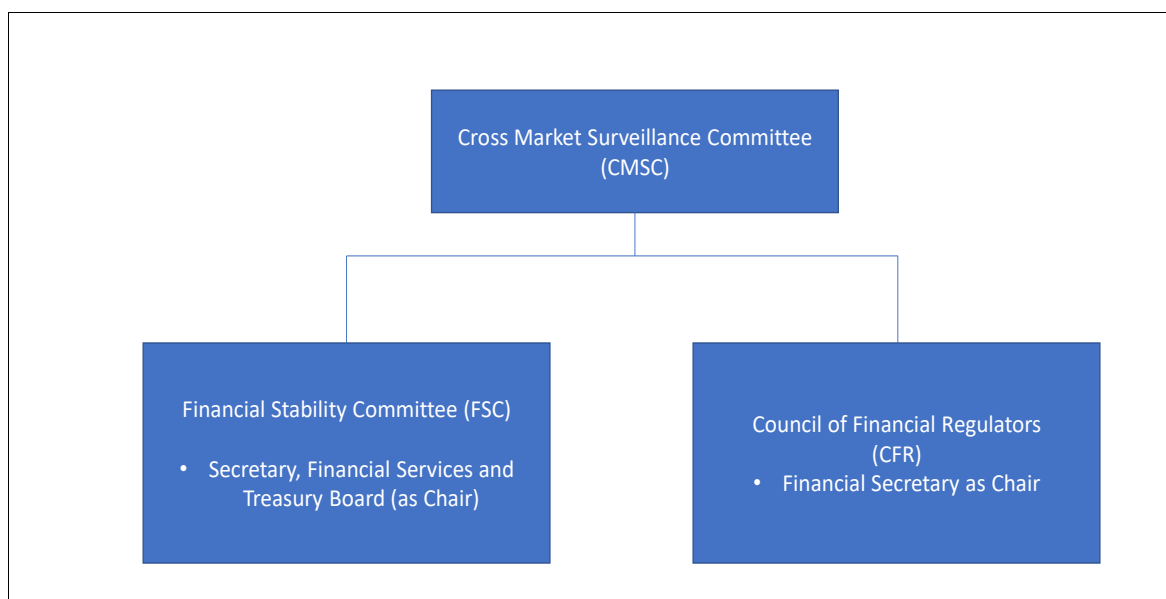 Cross Market Surveillance Committee
(CMSC)
Financial Stability Committee (FSC)
• Secretary, Financial Services and
Treasury Board (as Chair)
Council of Financial Regulators
(CFR)
• Financial Secretary as Chair